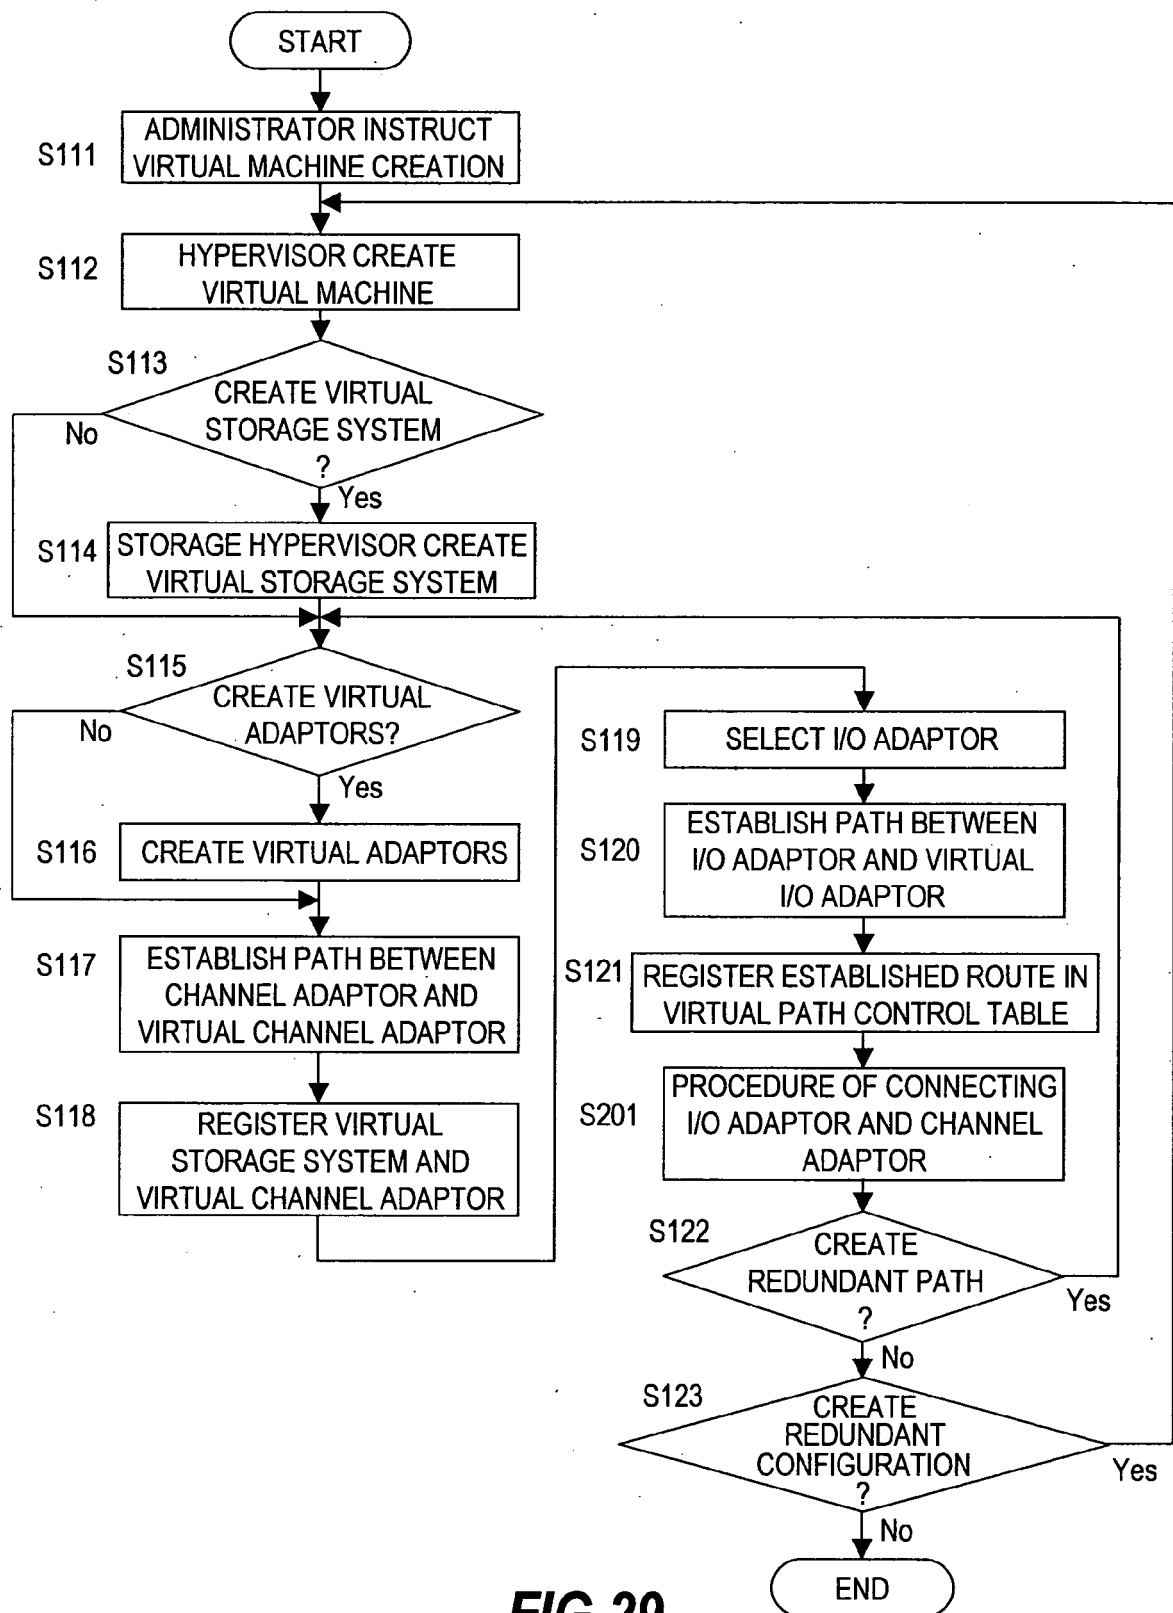 START
S111
ADMINISTRATOR INSTRUCT
VIRTUAL MACHINE CREATION
S112
HYPERVISOR CREATE
VIRTUAL MACHINE
S113
CREATE VIRTUAL
STORAGE SYSTEM
?
No
Yes
S114
STORAGE HYPERVISOR CREATE
VIRTUAL STORAGE SYSTEM
S115
CREATE VIRTUAL
ADAPTORS?
No
Yes
S116
CREATE VIRTUAL ADAPTORS
S117
ESTABLISH PATH BETWEEN
CHANNEL ADAPTOR AND
VIRTUAL CHANNEL ADAPTOR
S118
REGISTER VIRTUAL
STORAGE SYSTEM AND
VIRTUAL CHANNEL ADAPTOR
S119
SELECT I/O ADAPTOR
S120
ESTABLISH PATH BETWEEN
I/O ADAPTOR AND VIRTUAL
I/O ADAPTOR
S121
REGISTER ESTABLISHED ROUTE IN
VIRTUAL PATH CONTROL TABLE
S201
PROCEDURE OF CONNECTING
I/O ADAPTOR AND CHANNEL
ADAPTOR
S122
CREATE
REDUNDANT PATH
?
Yes
No
S123
CREATE
REDUNDANT
CONFIGURATION
?
Yes
No
END
FIG.29